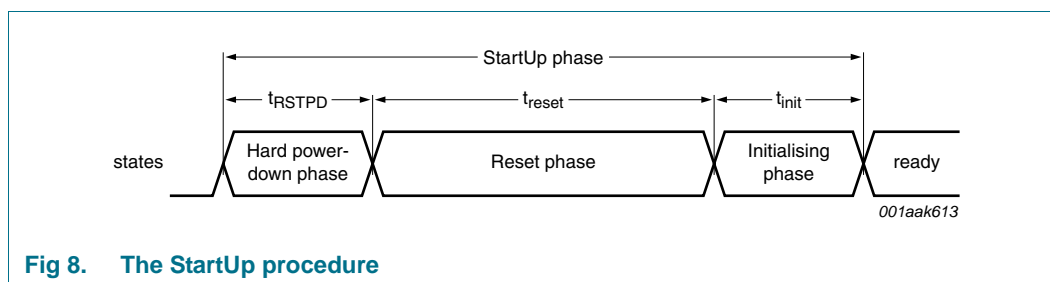 StartUp phase
tRSTPD
treset
tinit
states
Hard power-
down phase
Reset phase
Initialising
phase
ready
001aak613
Fig 8. The StartUp procedure